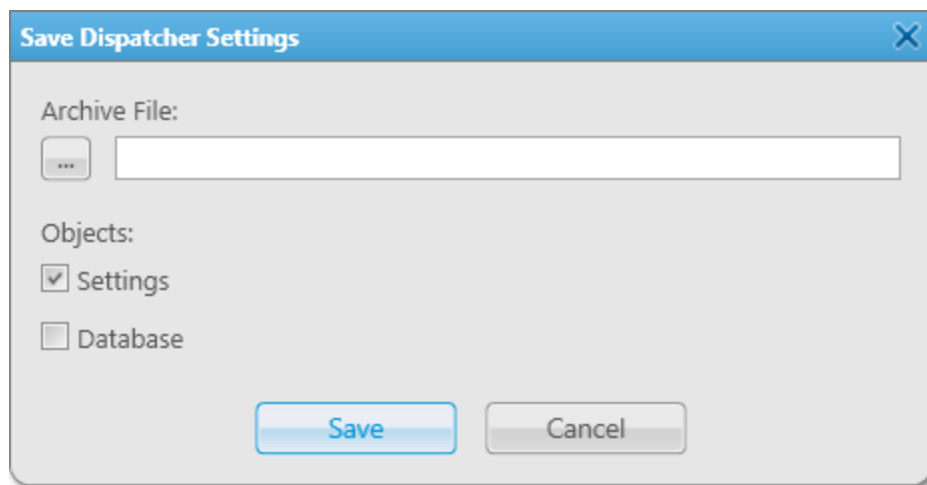 Save Dispatcher Settings
Archive File:
...
Objects:
Settings
Database
Save Cancel